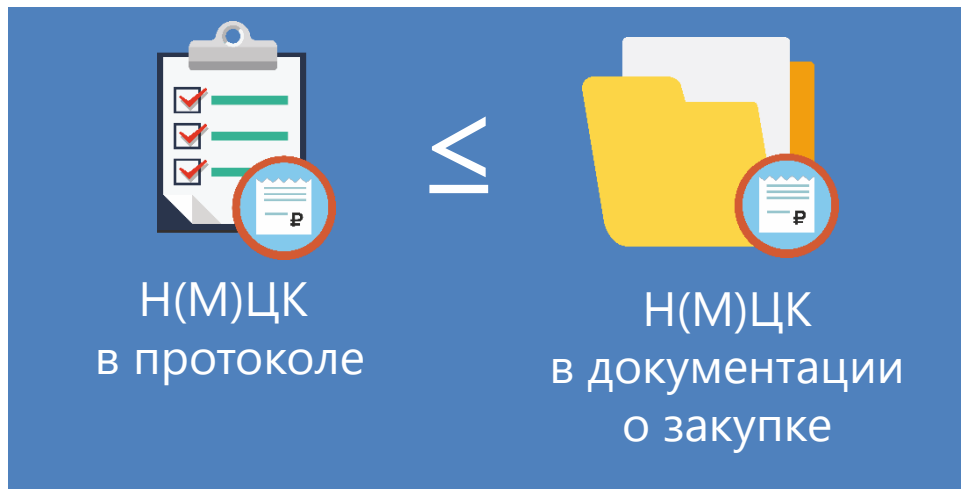 ≤
₽
₽
Н(М)ЦК
в протоколе
Н(М)ЦК
в документации
о закупке